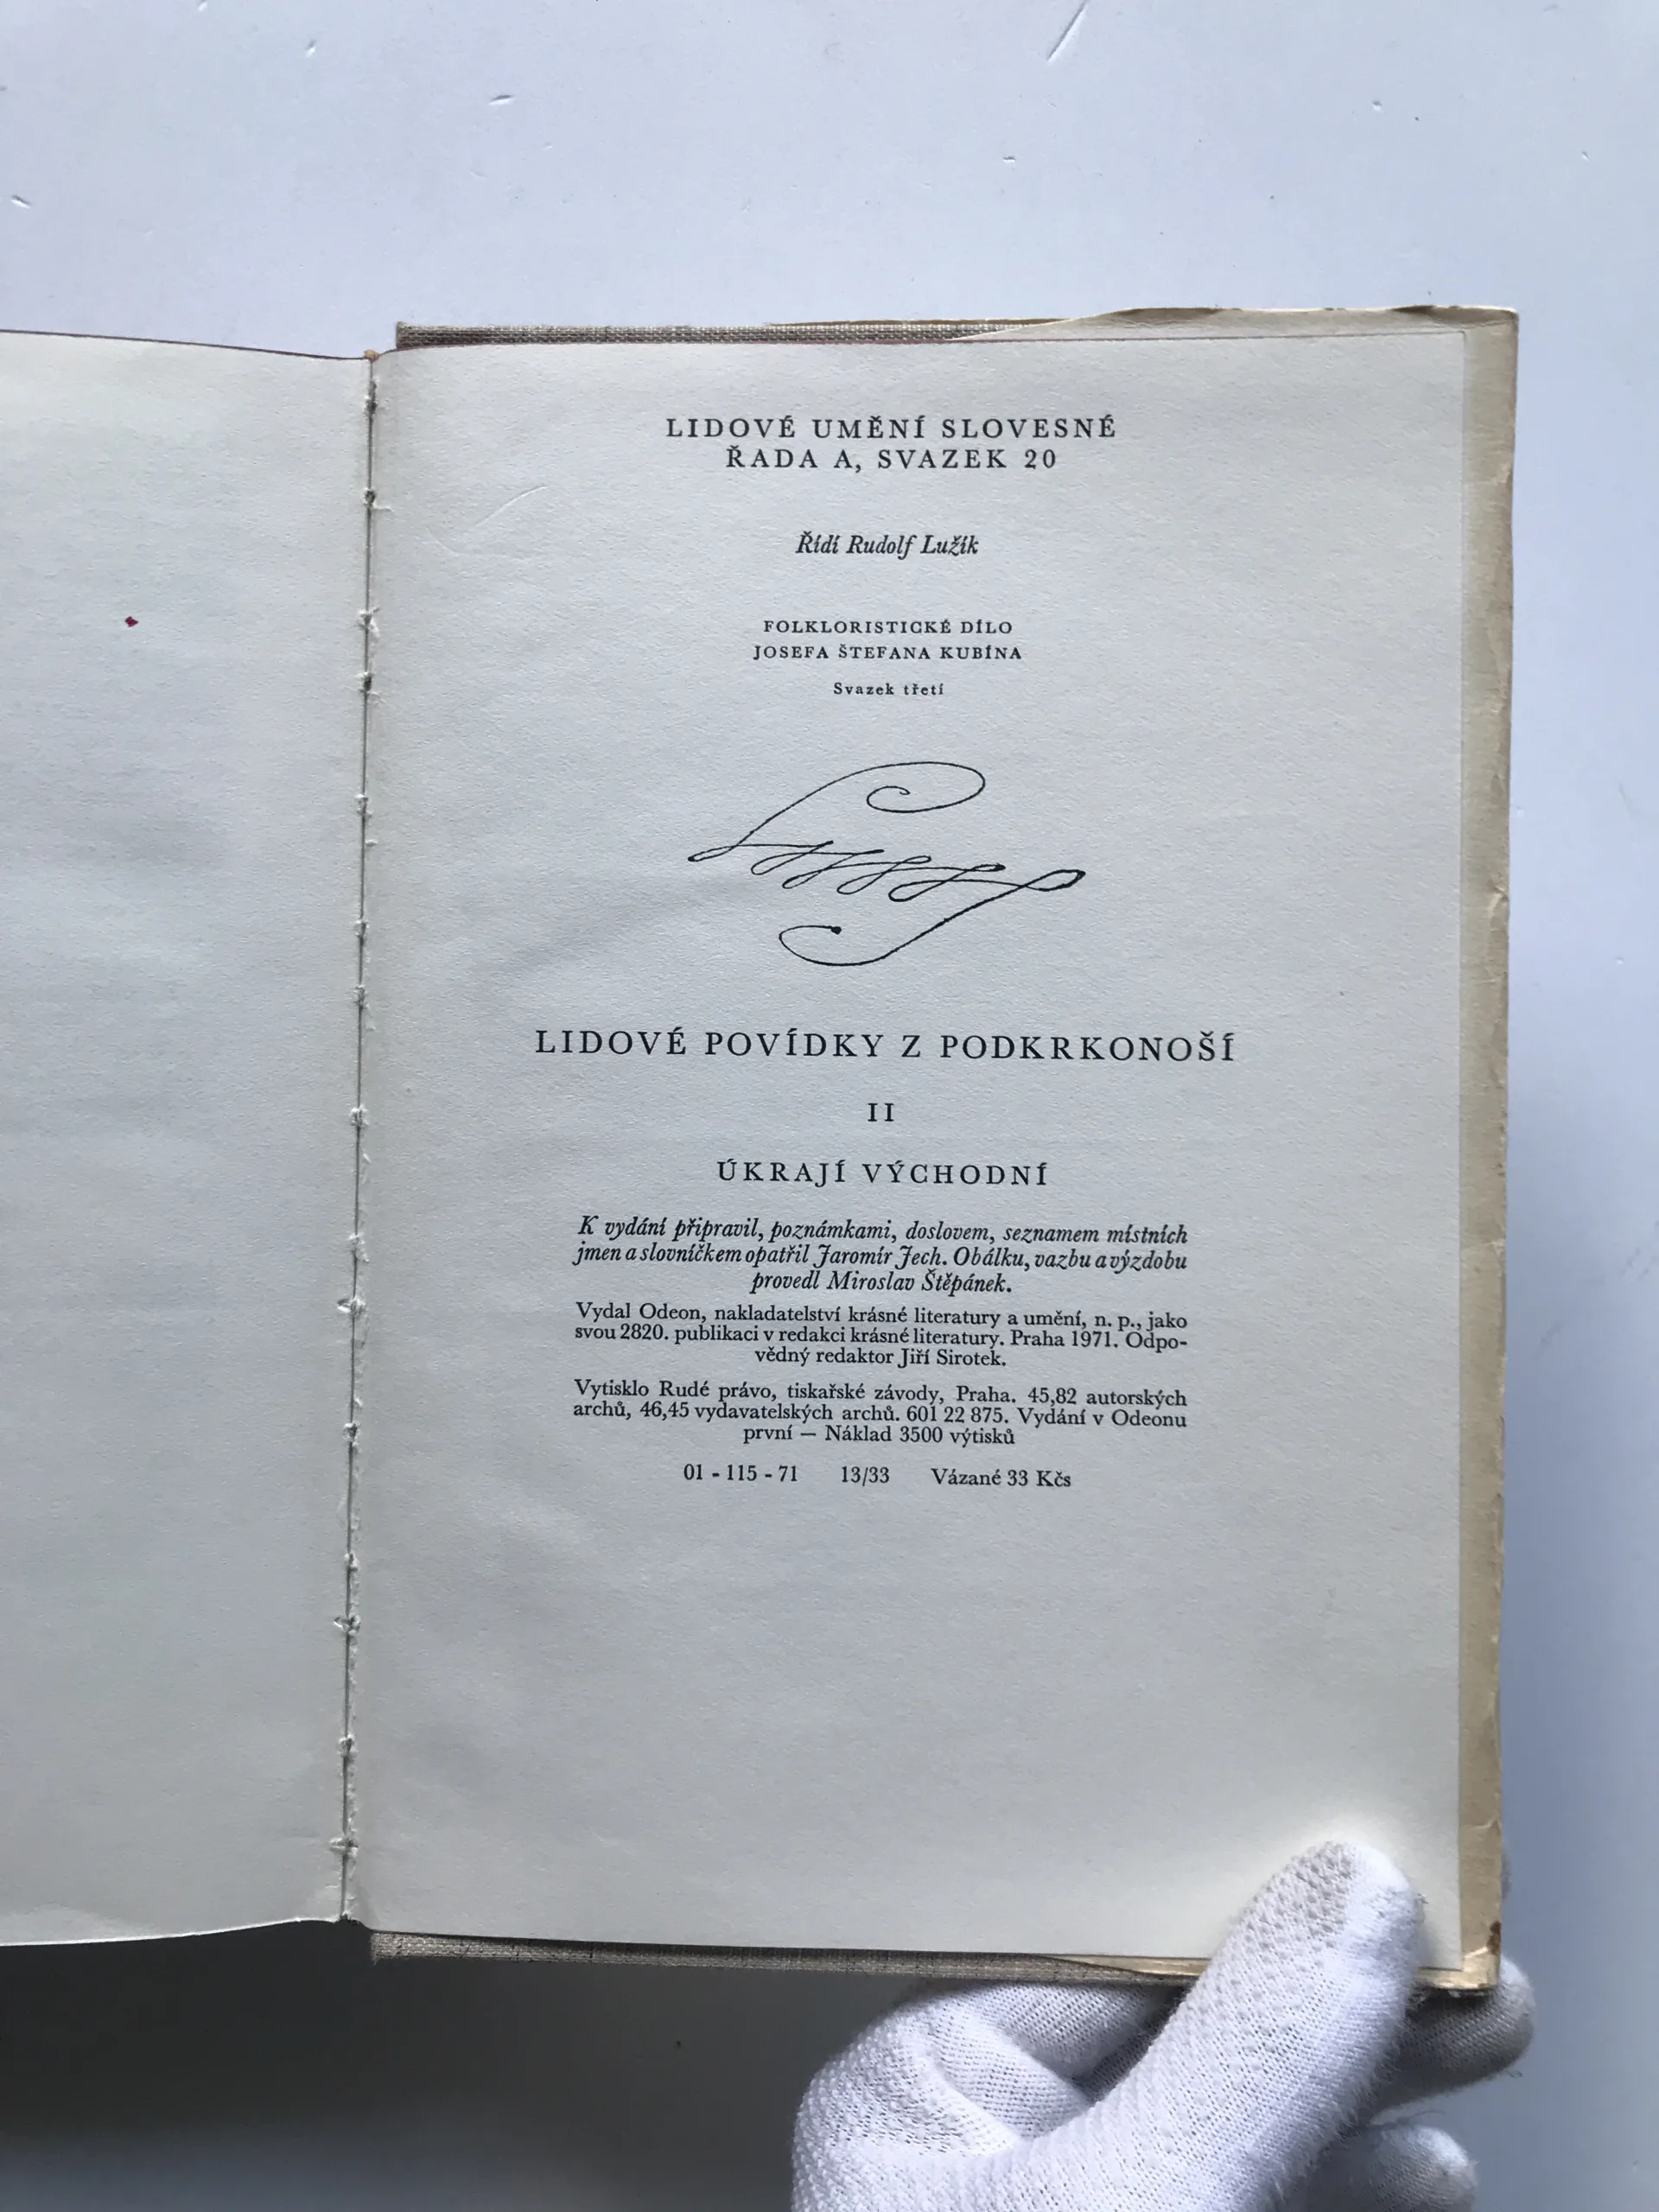 LIDOVÉ UMĚNÍ SLOVESNÉ
ŘADA A, SVAZEK 20
Řídí Rudolf Lužík
FOLKLORISTICKÉ DÍLO
JOSEFA ŠTEFANA KUBÍNA
Svazek třetí
LIDOVÉ POVÍDKY Z PODKRKONOŠÍ
II
ÚKRAJÍ VÝCHODNÍ
K vydání připravil, poznámkami, doslovem, seznamem místních
jmen a slovníčkem opatřil Jaromír Jech. Obálku, vazbu a výzdobu
provedl Miroslav Štěpánek.
Vydal Odeon, nakladatelství krásné literatury a umění, n. p., jako
svou 2820. publikaci v redakci krásné literatury. Praha 1971. Odpo-
vědný redaktor Jiří Sirotek.
Vytisklo Rudé právo, tiskařské závody, Praha. 45,82 autorských
archů, 46,45 vydavatelských archů. 601 22 875. Vydání v Odeonu
první — Náklad 3500 výtisků
01 - 115 - 71 13/33 Vázané 33 Kčs